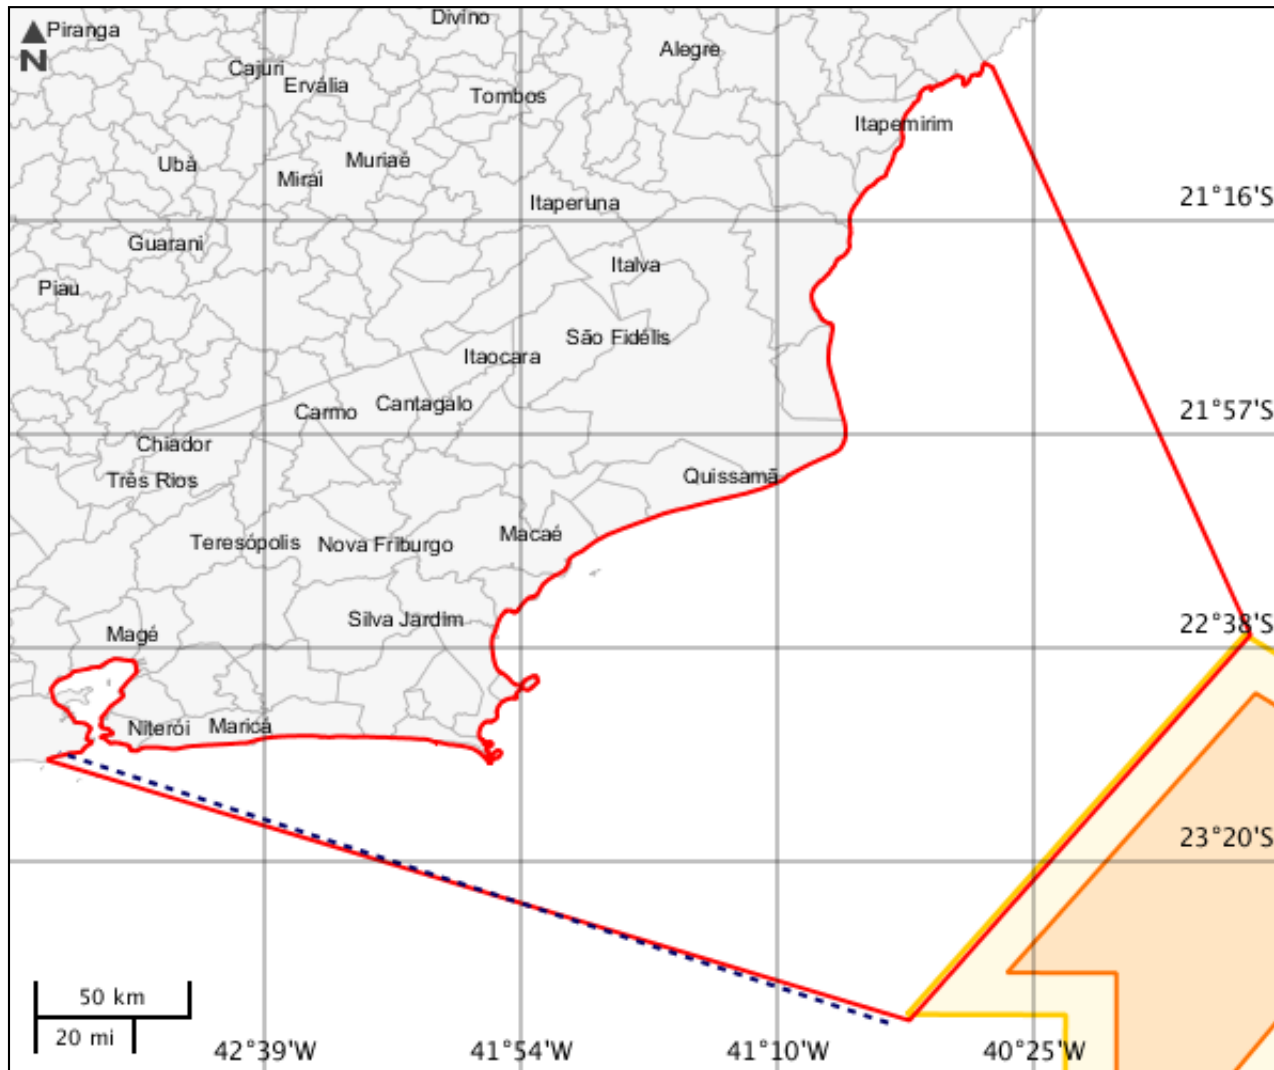 Divino
Piranga
N
Alegre
Cajuri
Ervália
Tombos
Itapemirim
Ubá
Muriaé
Mirai
Itaperuna
21°16'S
Guarani
Italva
Piau
São Fidélis
Itaocara
Carmo
Cantagalo
21°57'S
Chiador
Três Rios
Quissamã
Macaé
Teresópolis
Nova Friburgo
Silva Jardim
22°38'S
Magé
Niterói
Maricá
23°20'S
50 km
20 mi
42°39'W
41°54'W
41°10'W
40°25'W